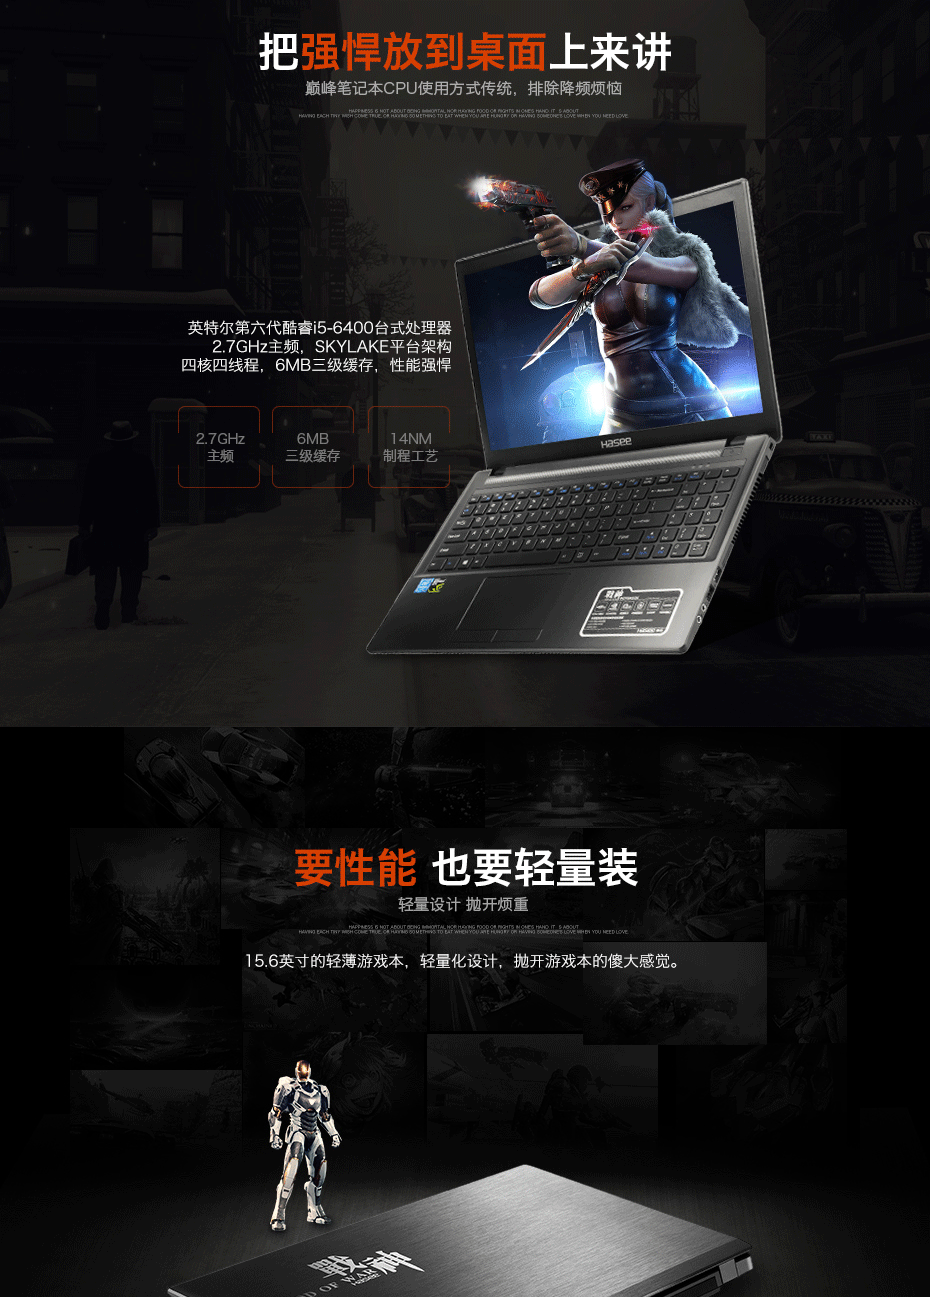 把强悍放到桌面上来讲
巅峰笔记本CPU使用方式传统，排除降频烦恼
HAPPINESS IS NOT ABOUT BEING IMMORTAL NOR HAVING FOOD OR RIGHTS IN ONE'S HAND. IT'S ABOUT
HAVING EACH TINY WISH COME TRUE, OR HAVING SOMETHING TO EAT WHEN YOU ARE HUNGRY OR HAVING SOMEONE'S LOVE WHEN YOU NEED LOVE
英特尔第六代酷睿i5-6400台式处理器
2.7GHz主频，SKYLAKE平台架构
四核四线程，6MB三级缓存，性能强悍
2.7GHz
主频
6MB
三级缓存
14NM
制程工艺
HASEE
TAXI
戰神
要性能 也要轻量装
轻量设计 抛开烦重
HAPPINESS IS NOT ABOUT BEING IMMORTAL NOR HAVING FOOD OR RIGHTS IN ONE'S HAND. IT'S ABOUT
HAVING EACH TINY WISH COME TRUE, OR HAVING SOMETHING TO EAT WHEN YOU ARE HUNGRY OR HAVING SOMEONE'S LOVE WHEN YOU NEED LOVE
15.6英寸的轻薄游戏本，轻量化设计，抛开游戏本的傻大感觉。
戰神
OF WAR
HASEE